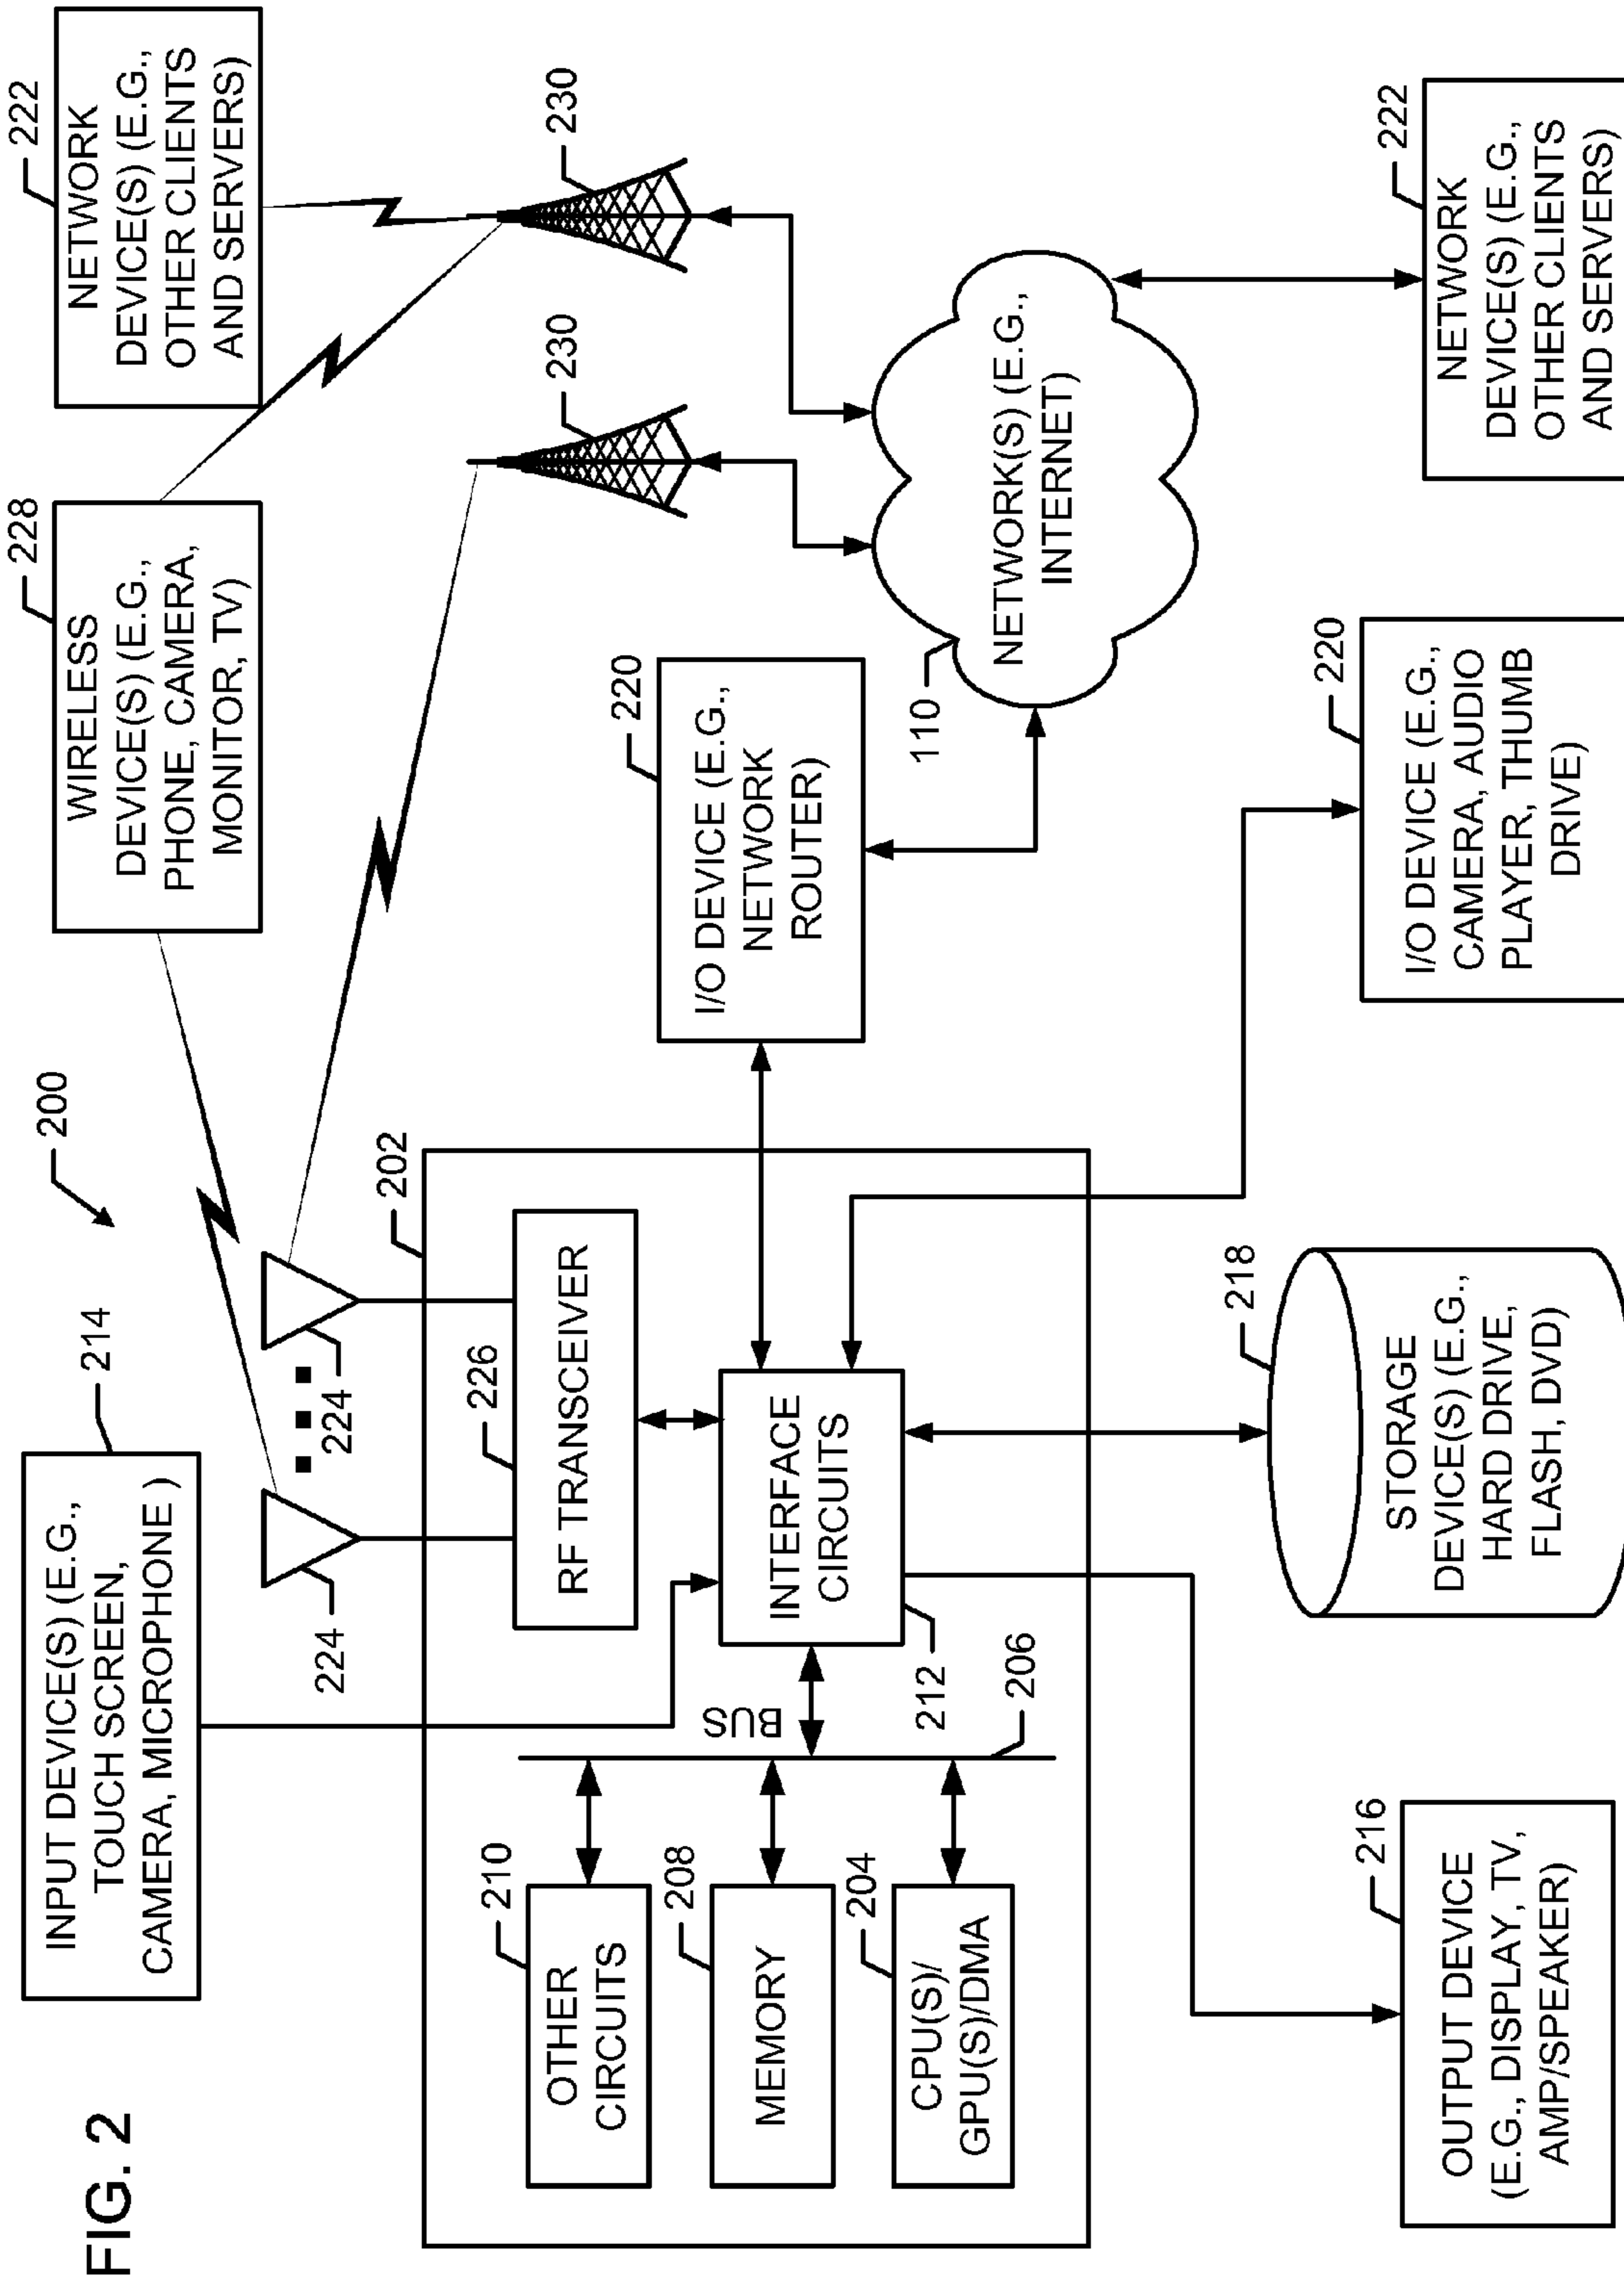 FIG. 2
200
INPUT DEVICE(S) (E.G.,
TOUCH SCREEN,
CAMERA, MICROPHONE )
214
WIRELESS
DEVICE(S) (E.G.,
PHONE, CAMERA,
MONITOR, TV)
228
NETWORK
DEVICE(S) (E.G.,
OTHER CLIENTS
AND SERVERS)
222
224
224
202
230
230
OTHER
CIRCUITS
210
MEMORY
208
CPU(S)/
GPU(S)/DMA
204
BUS
206
RF TRANSCEIVER
226
INTERFACE
CIRCUITS
212
I/O DEVICE (E.G.,
NETWORK
ROUTER)
220
110
NETWORK(S) (E.G.,
INTERNET)
OUTPUT DEVICE
(E.G., DISPLAY, TV,
AMP/SPEAKER)
216
STORAGE
DEVICE(S) (E.G.,
HARD DRIVE,
FLASH, DVD)
218
I/O DEVICE (E.G.,
CAMERA, AUDIO
PLAYER, THUMB
DRIVE)
220
NETWORK
DEVICE(S) (E.G.,
OTHER CLIENTS
AND SERVERS)
222